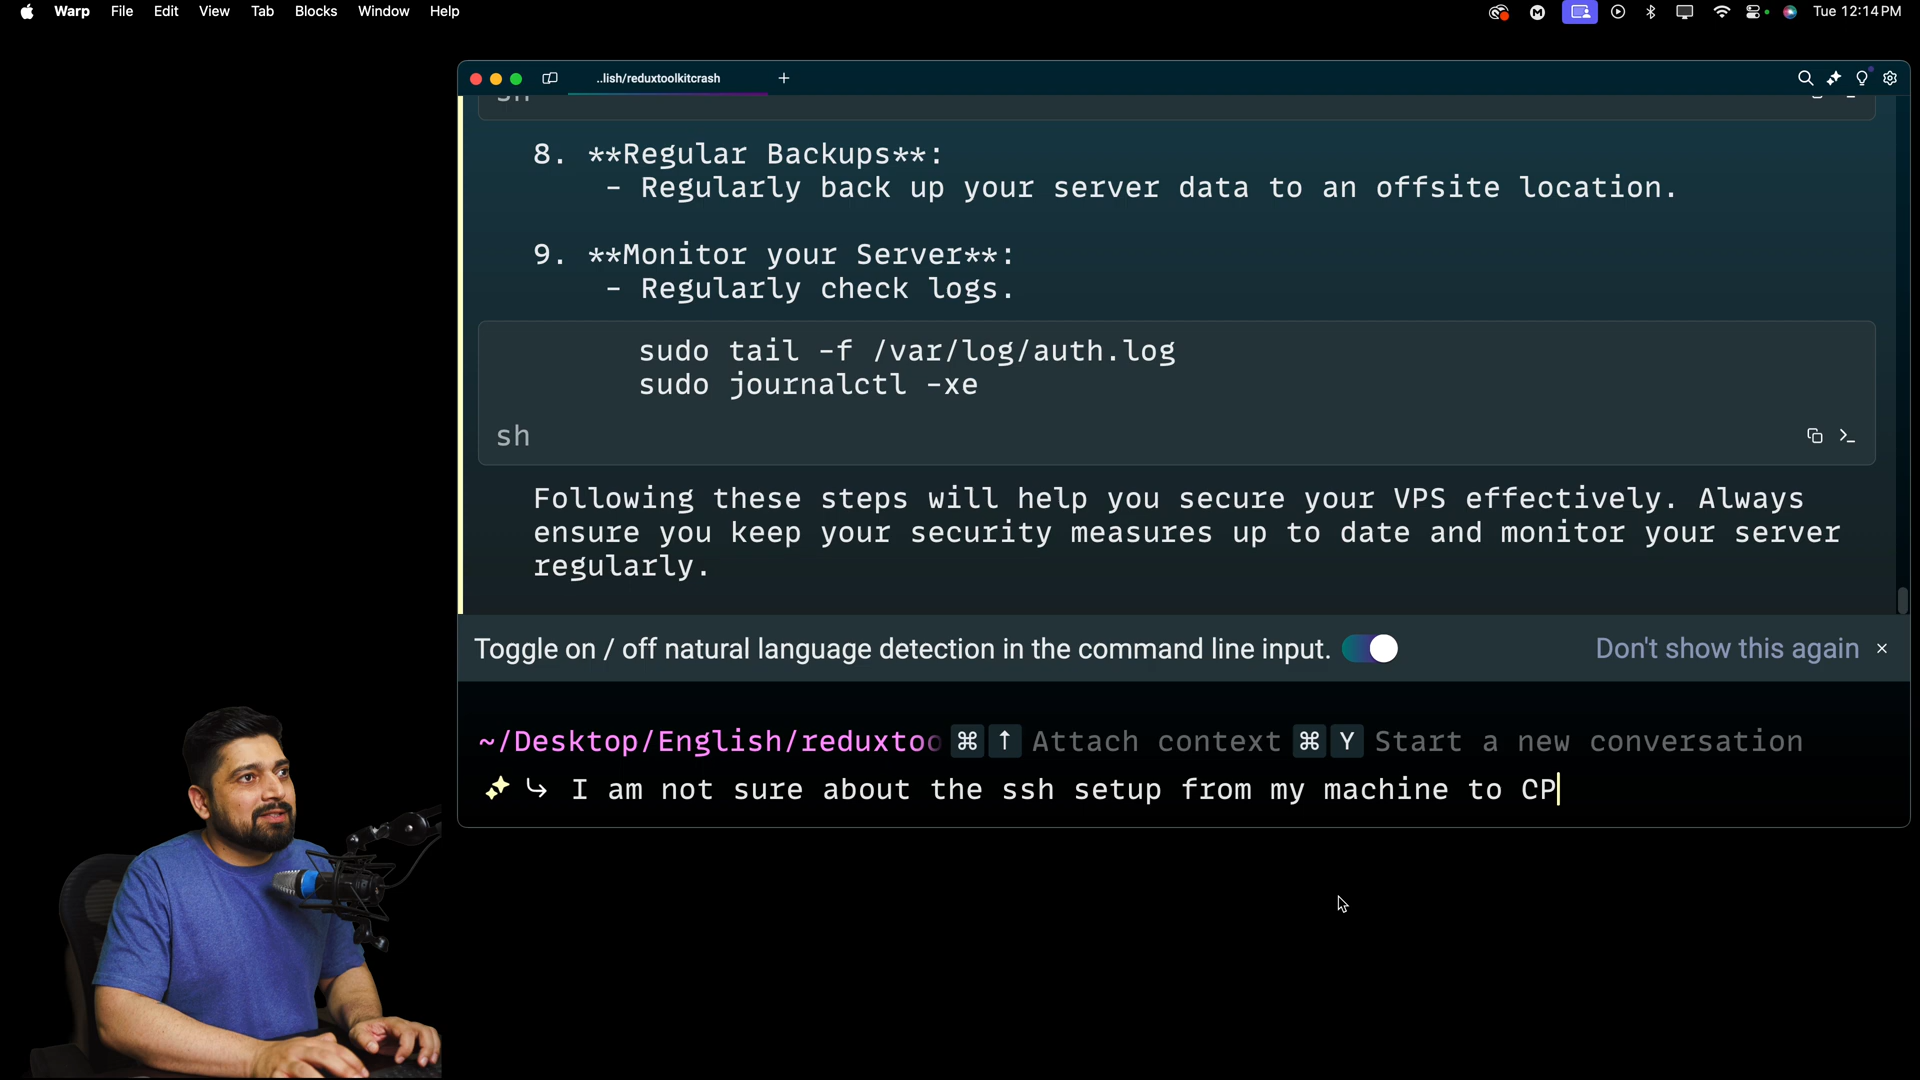 Warp File Edit View Tab Blocks Window Help Tue 12:14 PM
..lish/reduxtoolkitcrash
sh
8. **Regular Backups**:
- Regularly back up your server data to an offsite location.
9. **Monitor your Server**:
- Regularly check logs.
sudo tail -f /var/log/auth.log
sudo journalctl -xe
sh
Following these steps will help you secure your VPS effectively. Always
ensure you keep your security measures up to date and monitor your server
regularly.
Toggle on / off natural language detection in the command line input. Don't show this again
~/Desktop/English/reduxtoo ⌘ ↑ Attach context ⌘ Y Start a new conversation
I am not sure about the ssh setup from my machine to CP